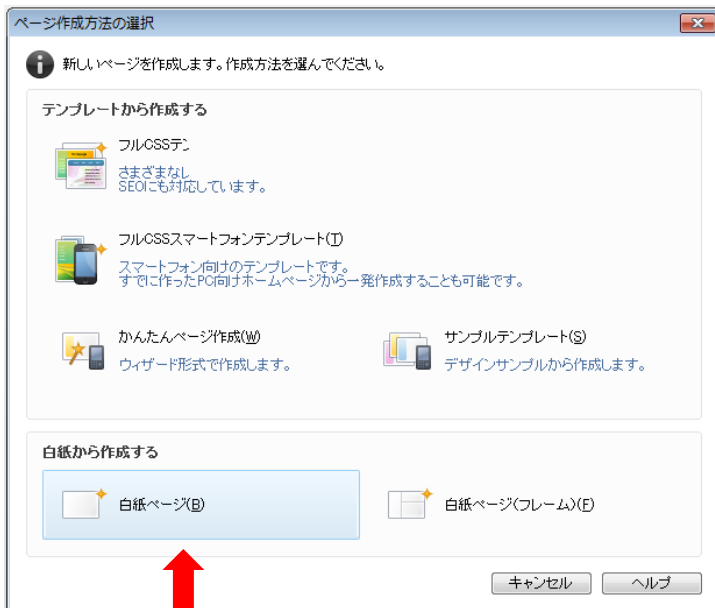 ページ作成方法の選択
新しいページを作成します。作成方法を選んでください。
テンプレートから作成する
フルCSSテン
さまざまなし
SEOにも対応しています。
フルCSSスマートフォンテンプレート(T)
スマートフォン向けのテンプレートです。
すでに作ったPC向けホームページから一発作成することも可能です。
かんたんページ作成(W)
サンプルテンプレート(S)
ウィザード形式で作成します。
デザインサンプルから作成します。
白紙から作成する
白紙ページ(B)
白紙ページ(フレーム)(F)
キャンセル
ヘルプ